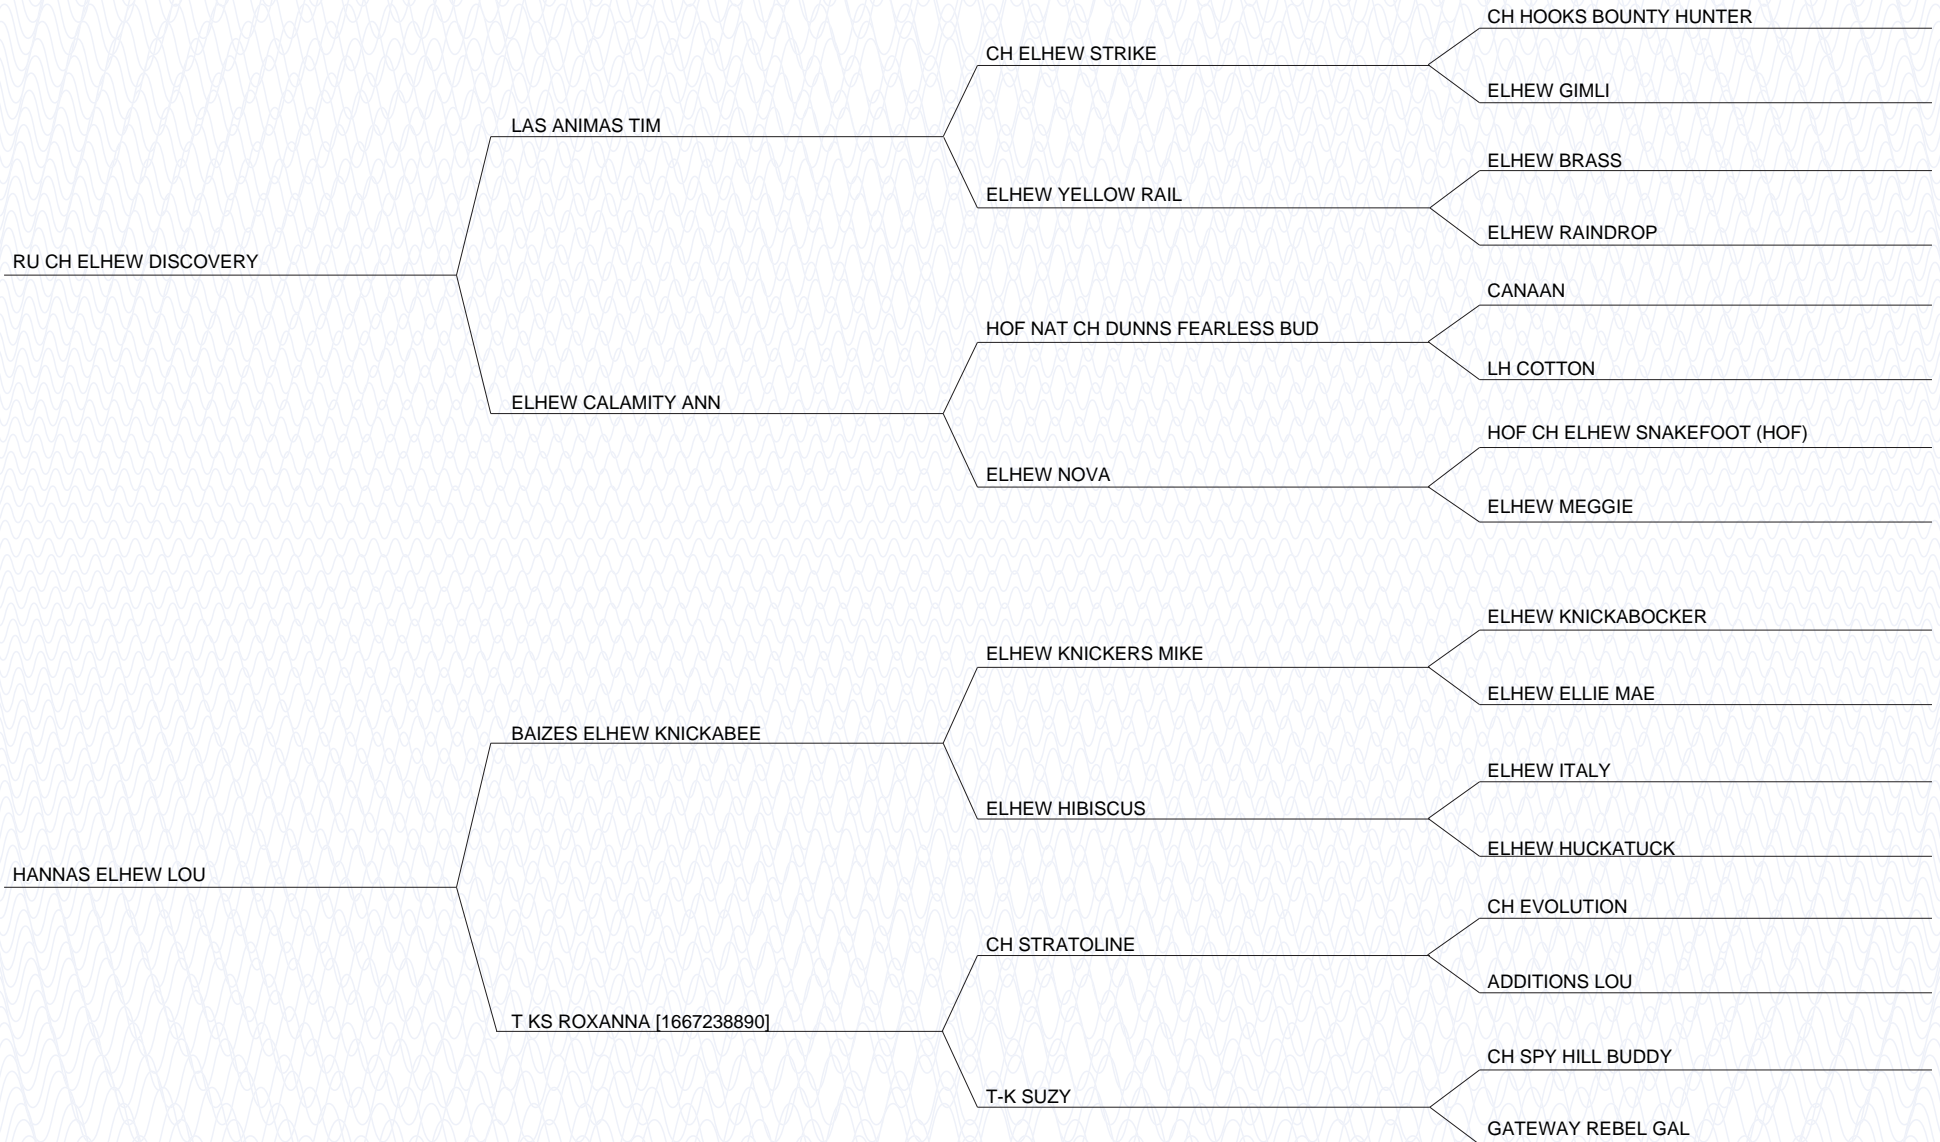 CH HOOKS BOUNTY HUNTER
CH ELHEW STRIKE
ELHEW GIMLI
LAS ANIMAS TIM
ELHEW BRASS
ELHEW YELLOW RAIL
ELHEW RAINDROP
RU CH ELHEW DISCOVERY
CANAAN
HOF NAT CH DUNNS FEARLESS BUD
LH COTTON
ELHEW CALAMITY ANN
HOF CH ELHEW SNAKEFOOT (HOF)
ELHEW NOVA
ELHEW MEGGIE
ELHEW KNICKABOCKER
ELHEW KNICKERS MIKE
ELHEW ELLIE MAE
BAIZES ELHEW KNICKABEE
ELHEW ITALY
ELHEW HIBISCUS
ELHEW HUCKATUCK
HANNAS ELHEW LOU
CH EVOLUTION
CH STRATOLINE
ADDITIONS LOU
T KS ROXANNA [1667238890]
CH SPY HILL BUDDY
T-K SUZY
GATEWAY REBEL GAL